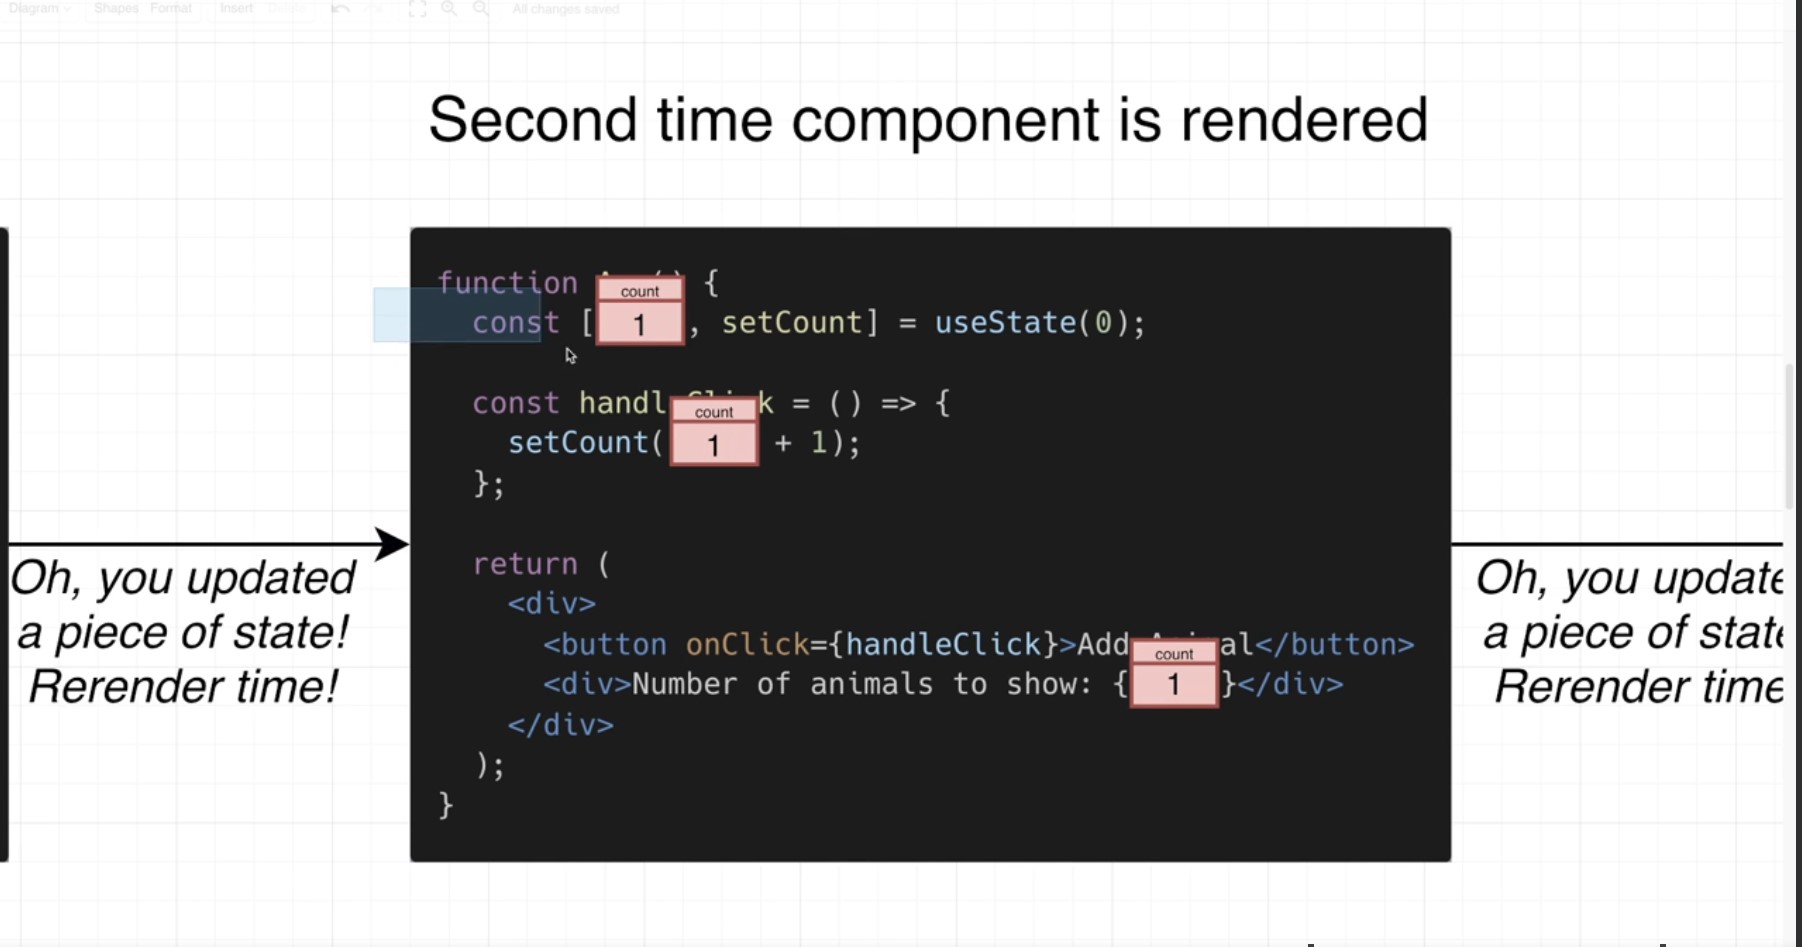 Diagram Shapes Format Insert Delete All changes saved
Second time component is rendered
function () {
count
const [ 1 , setCount] = useState(0);
const handl k = () => {
count
setCount( 1 + 1);
};
return (
<div>
<button onClick={handleClick}>Add al</button>
count
<div>Number of animals to show: { 1 }</div>
</div>
);
}
Oh, you updated
a piece of state!
Rerender time!
Oh, you update
a piece of stat
Rerender time